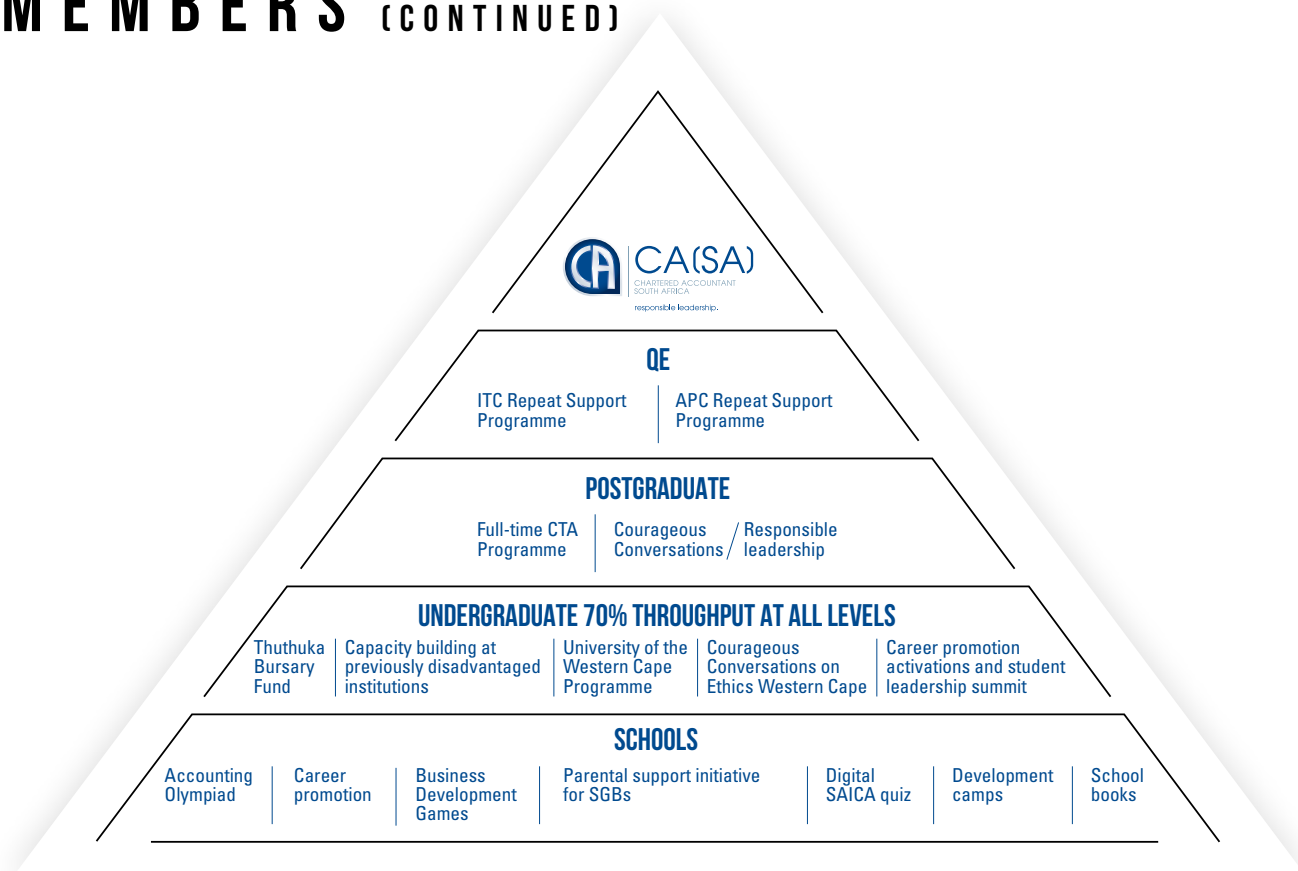 MEMBERS (CONTINUED)
CA
CA(SA)
CHARTERED ACCOUNTANT
SOUTH AFRICA
responsible leadership.
QE
ITC Repeat Support
Programme
APC Repeat Support
Programme
POSTGRADUATE
Full-time CTA
Programme
Courageous
Conversations
Responsible
leadership
UNDERGRADUATE 70% THROUGHPUT AT ALL LEVELS
Thuthuka
Bursary
Fund
Capacity building at
previously disadvantaged
institutions
University of the
Western Cape
Programme
Courageous
Conversations on
Ethics Western Cape
Career promotion
activations and student
leadership summit
SCHOOLS
Accounting
Olympiad
Career
promotion
Business
Development
Games
Parental support initiative
for SGBs
Digital
SAICA quiz
Development
camps
School
books